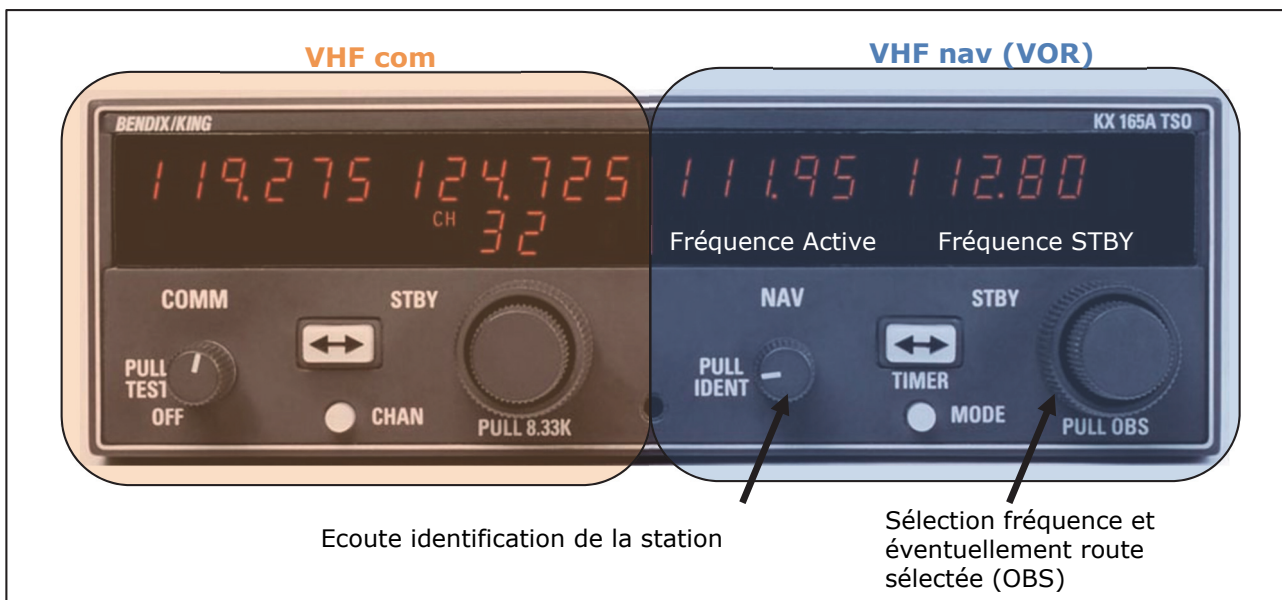 VHF com
VHF nav (VOR)
BENDIX/KING
KX 165A TSO
119.275 124.725 111.95 112.80
CH 32
Fréquence Active
Fréquence STBY
COMM
STBY
NAV
STBY
PULL
TEST
OFF
CHAN
PULL 8.33K
PULL
IDENT
TIMER
MODE
PULL OBS
Ecoute identification de la station
Sélection fréquence et
éventuellement route
sélectée (OBS)